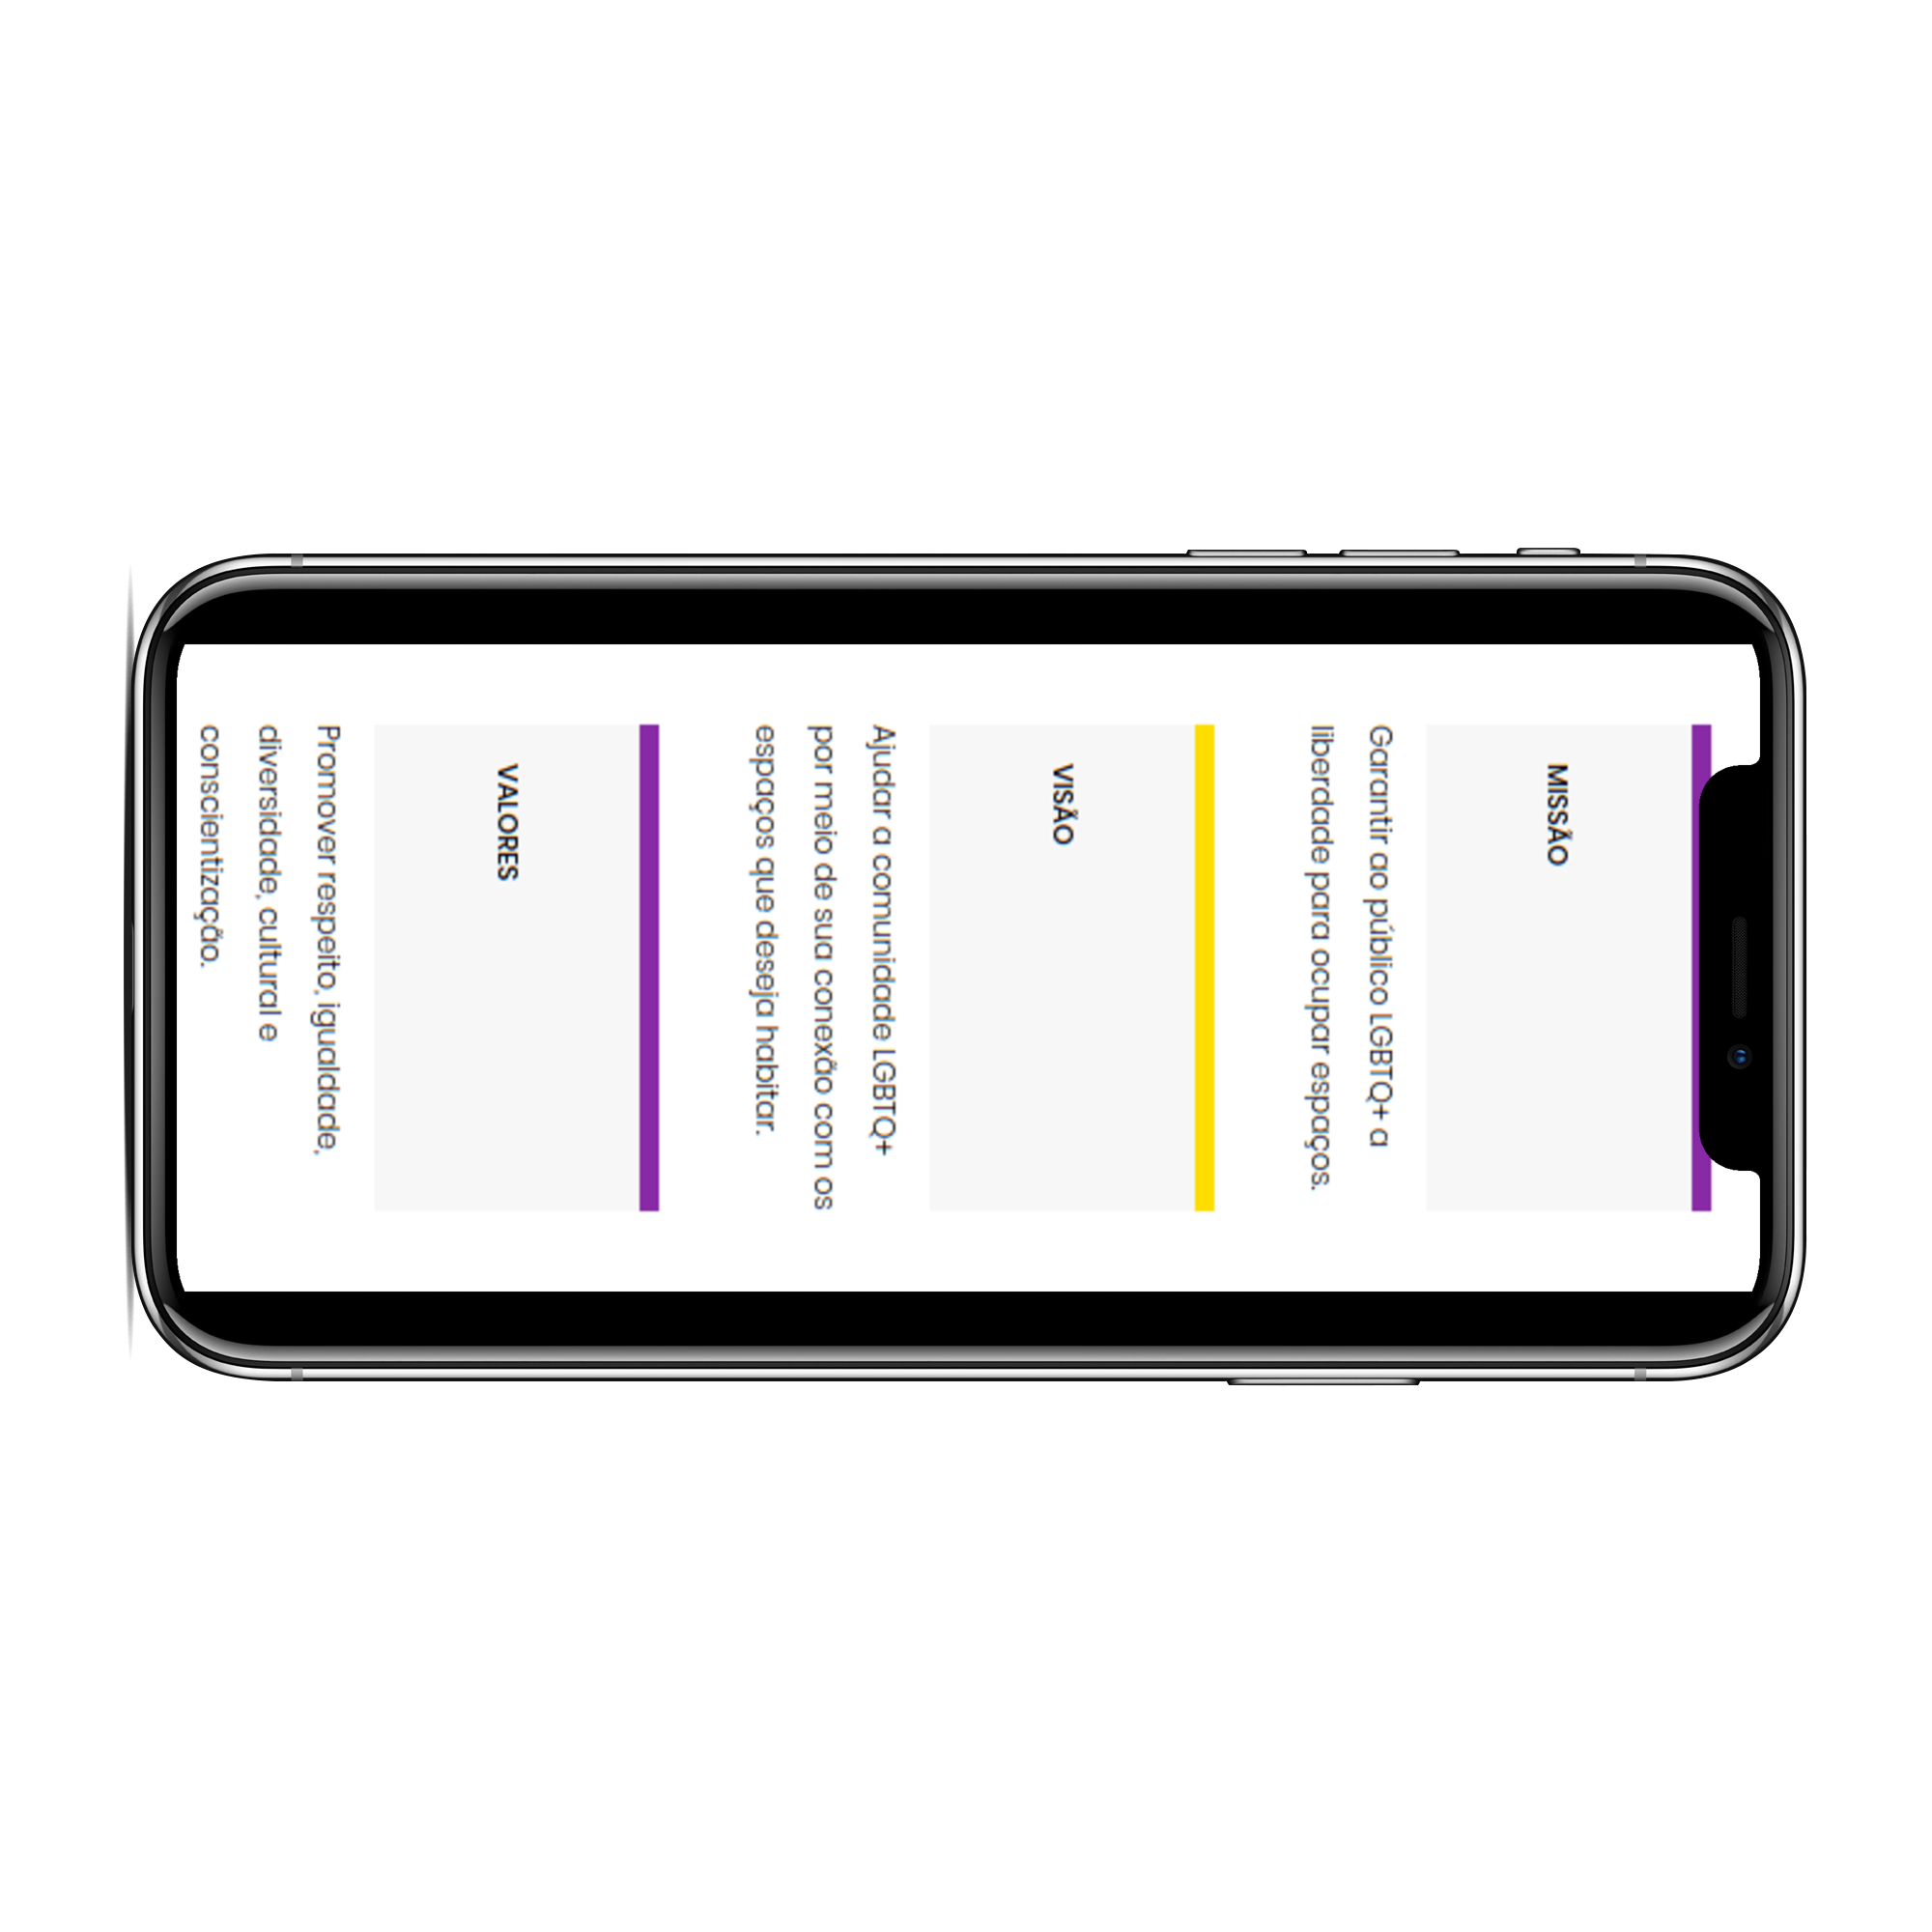 MISSÃO
Garantir ao público LGBTQ+ a
liberdade para ocupar espaços.
VISÃO
Ajudar a comunidade LGBTQ+
por meio de sua conexão com os
espaços que deseja habitar.
VALORES
Promover respeito, igualdade,
diversidade, cultural e
conscientização.